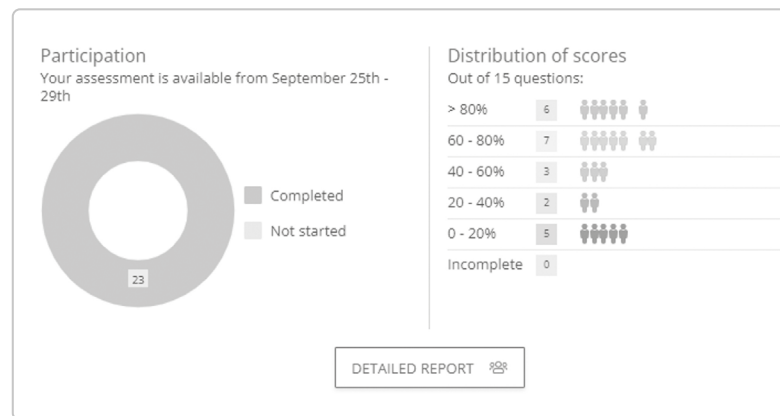 Participation
Your assessment is available from September 25th -
29th
Completed
Not started
23
Distribution of scores
Out of 15 questions:
> 80% 6
60 - 80% 7
40 - 60% 3
20 - 40% 2
0 - 20% 5
Incomplete 0
DETAILED REPORT